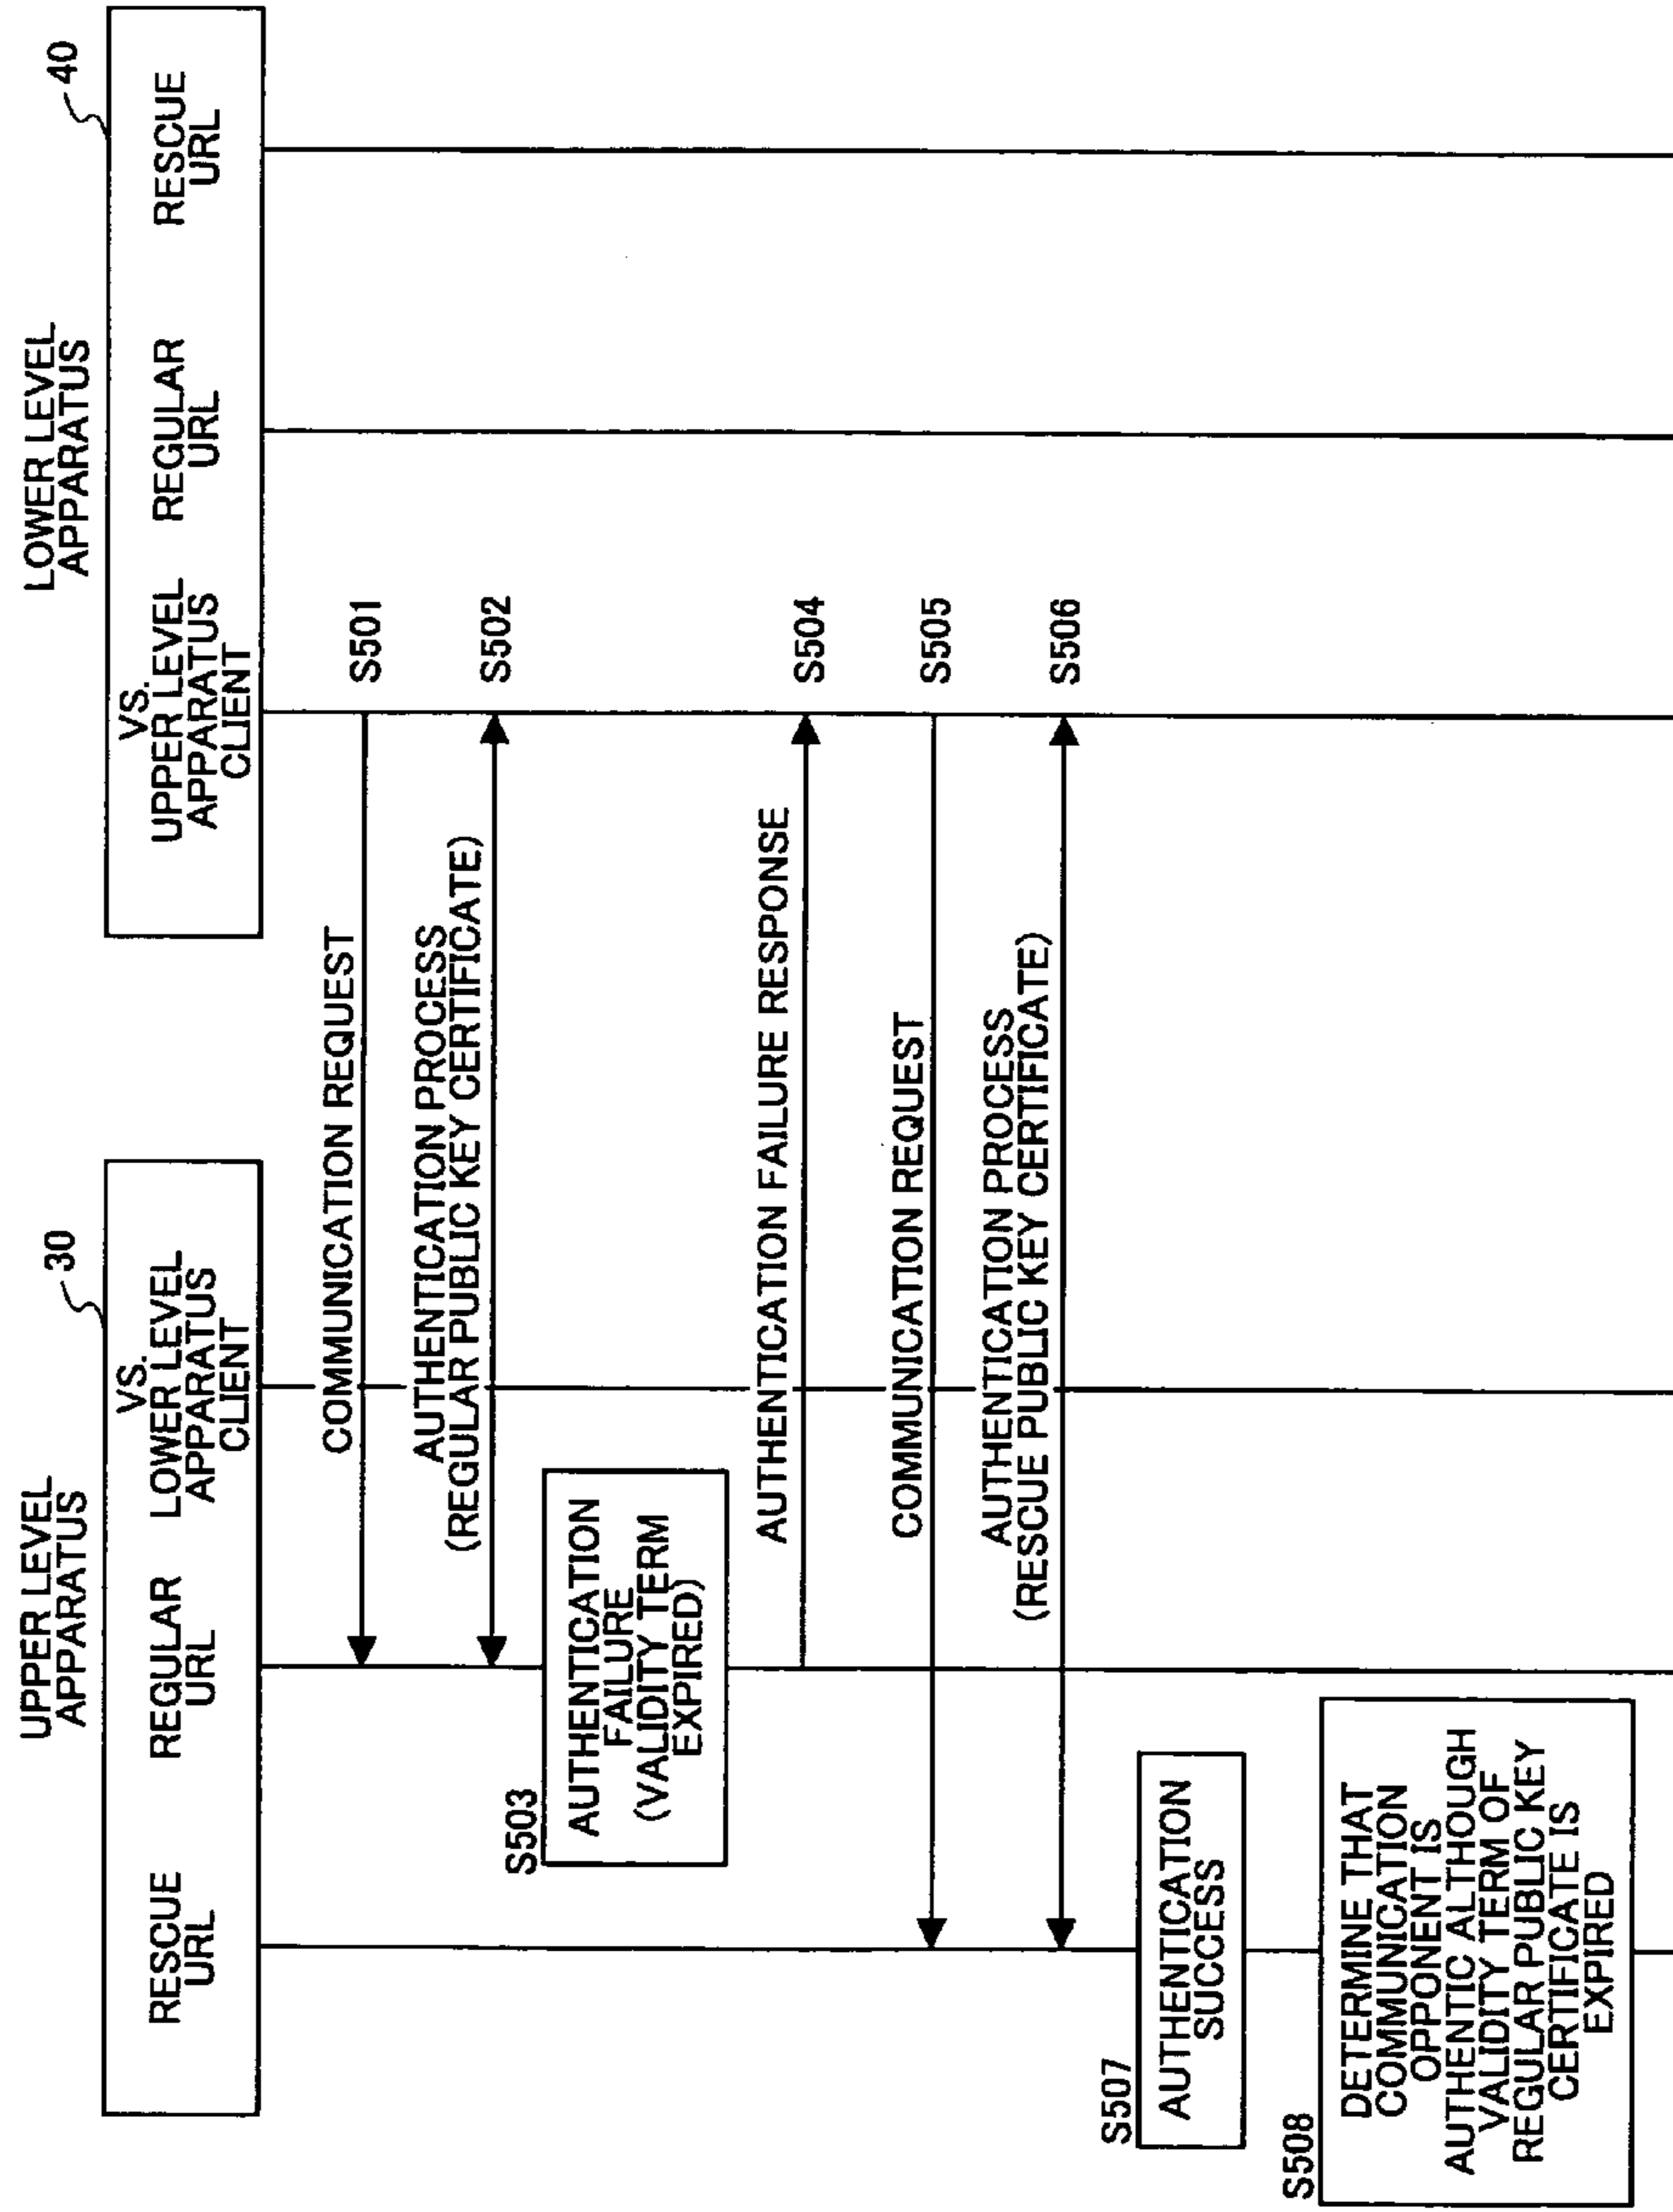 UPPER LEVEL
APPARATUS
30
RESCUE
URL
REGULAR
URL
VS.
LOWER LEVEL
APPARATUS
CLIENT
LOWER LEVEL
APPARATUS
40
VS.
UPPER LEVEL
APPARATUS
CLIENT
REGULAR
URL
RESCUE
URL
COMMUNICATION REQUEST
S501
AUTHENTICATION PROCESS
(REGULAR PUBLIC KEY CERTIFICATE)
S502
S503
AUTHENTICATION
FAILURE
(VALIDITY TERM
EXPIRED)
AUTHENTICATION FAILURE RESPONSE
S504
COMMUNICATION REQUEST
S505
AUTHENTICATION PROCESS
(RESCUE PUBLIC KEY CERTIFICATE)
S506
S507
AUTHENTICATION
SUCCESS
S508
DETERMINE THAT
COMMUNICATION
OPPONENT IS
AUTHENTIC ALTHOUGH
VALIDITY TERM OF
REGULAR PUBLIC KEY
CERTIFICATE IS
EXPIRED